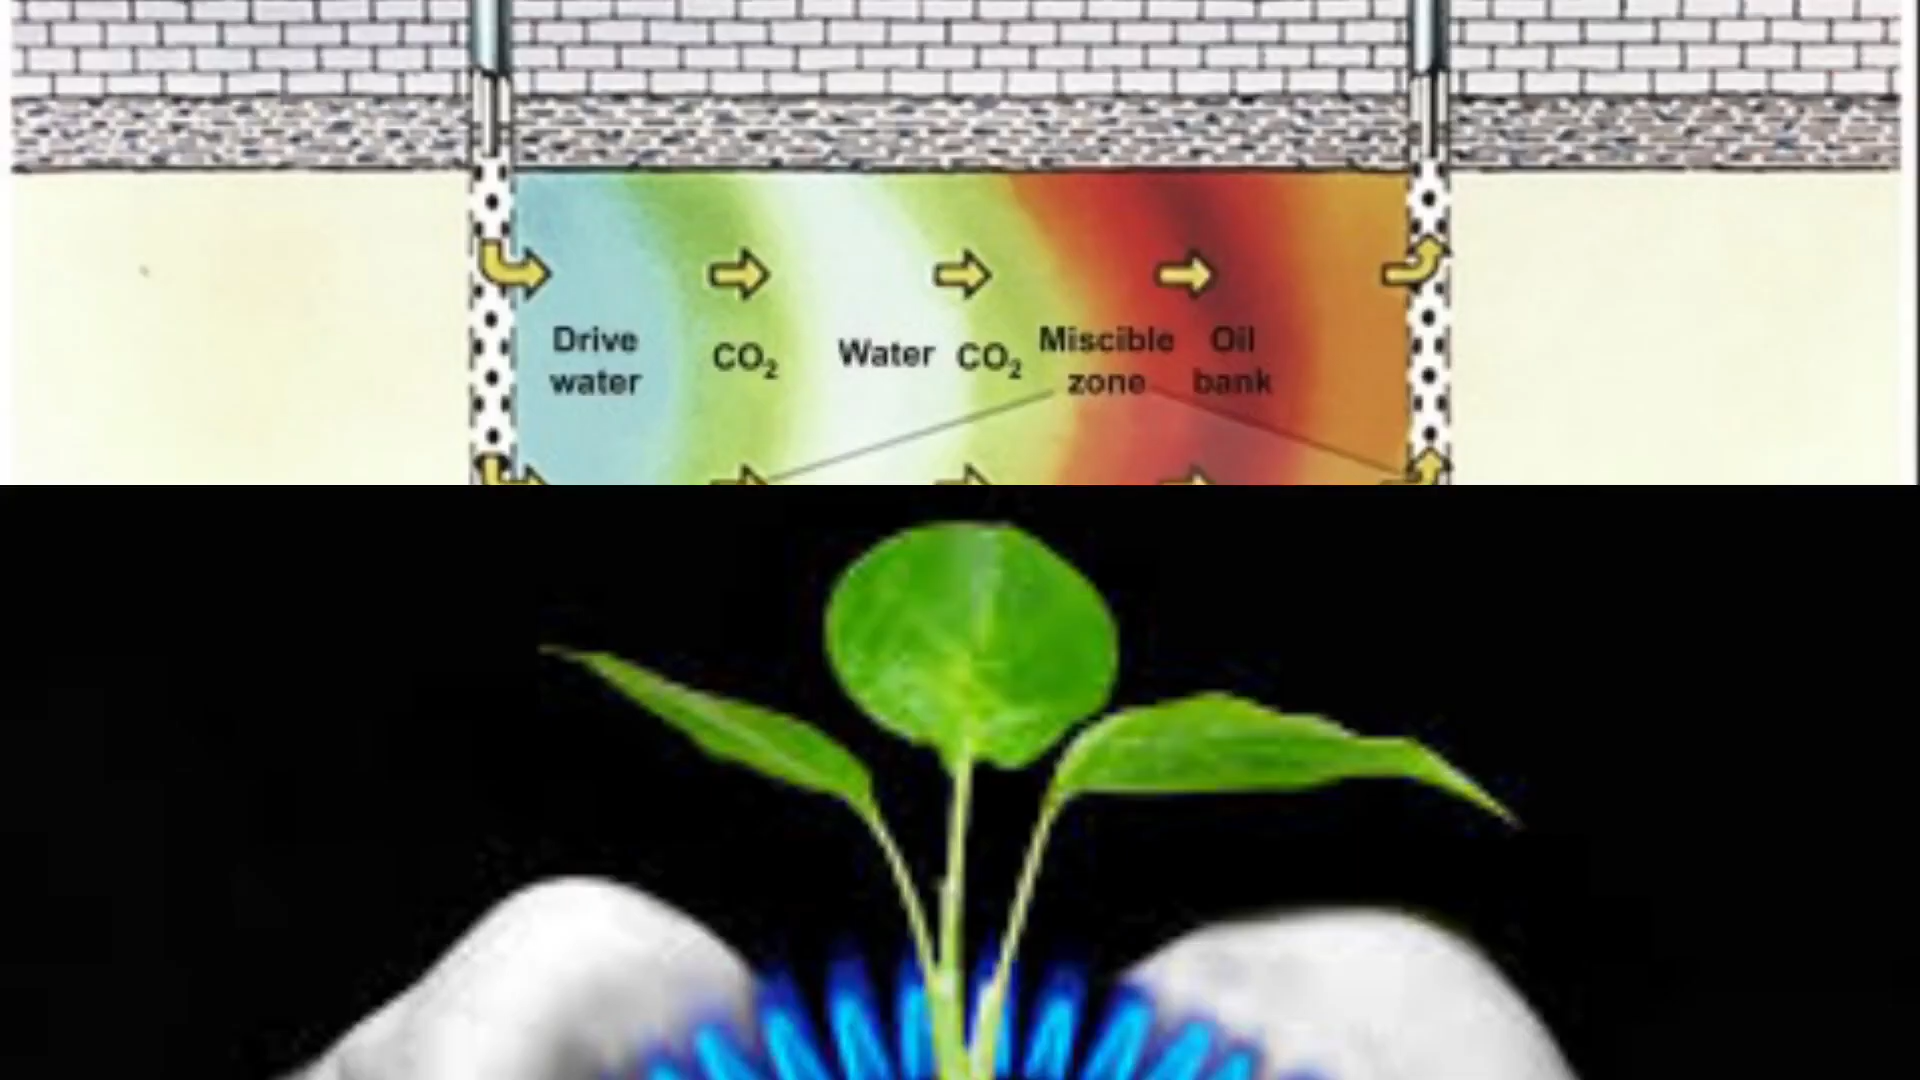 Drive
water
CO₂
Water
CO₂
Miscible
zone
Oil
bank